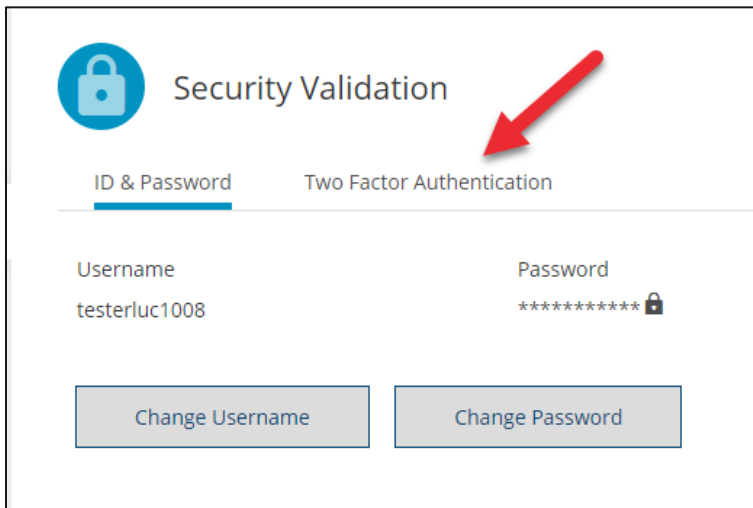 Security Validation
ID & Password Two Factor Authentication
Username Password
testerluc1008 ***********
Change Username Change Password